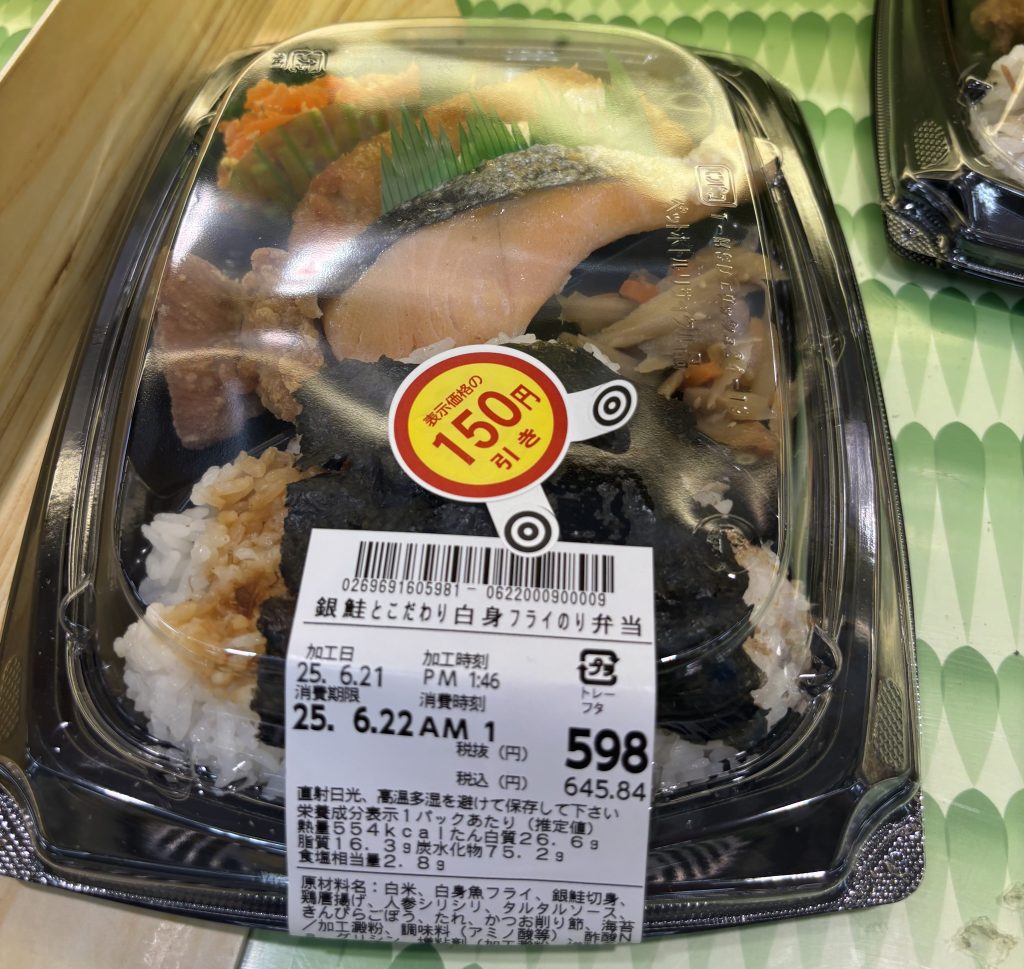 表示価格の
150円
引き
0269691605981 - 0622000900009
銀鮭とこだわり白身フライのり弁当
加工日 加工時刻
25. 6.21 PM 1:46
消費期限 消費時刻
25. 6.22 AM 1
プラ
トレー
フタ
税抜(円) 598
税込(円) 645.84
直射日光、高温多湿を避けて保存して下さい
栄養成分表示1パックあたり(推定値)
熱量554kcalたん白質26.6g
脂質16.3g炭水化物75.2g
食塩相当量2.8g
原材料名:白米、白身魚フライ、銀鮭切身、
鶏唐揚げ、人参シリシリ、タルタルソース、
きんぴらごぼう、たれ、かつお削り節、海苔
/加工澱粉、調味料(アミノ酸等)、酢酸N